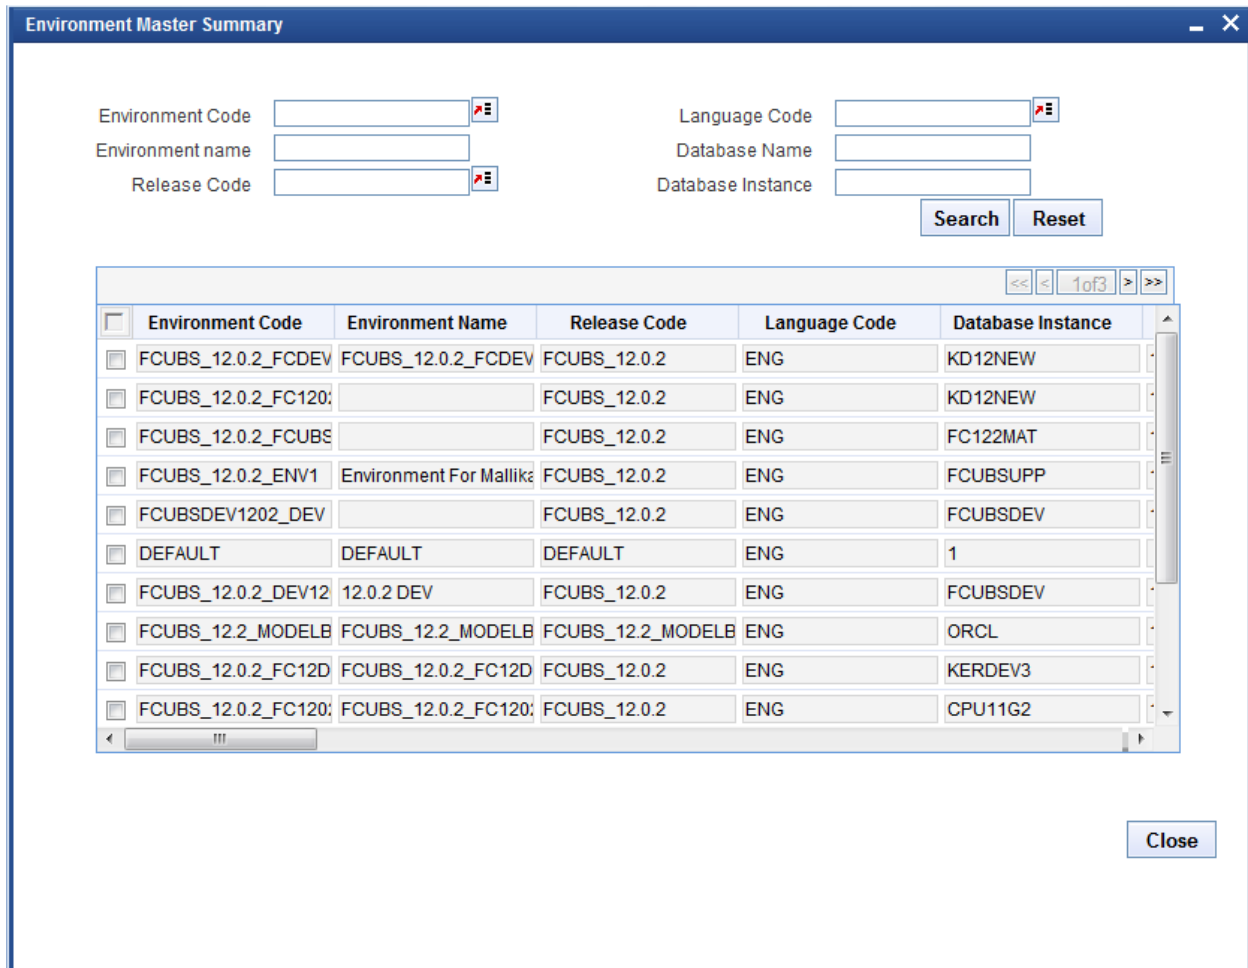 Environment Master Summary
Environment Code Language Code
Environment name Database Name
Release Code Database Instance
Search Reset
<< < 1of3 > >>
Environment Code Environment Name Release Code Language Code Database Instance
FCUBS_12.0.2_FCDEV FCUBS_12.0.2_FCDEV FCUBS_12.0.2 ENG KD12NEW
FCUBS_12.0.2_FC120 FCUBS_12.0.2 ENG KD12NEW
FCUBS_12.0.2_FCUBS FCUBS_12.0.2 ENG FC122MAT
FCUBS_12.0.2_ENV1 Environment For Mallika FCUBS_12.0.2 ENG FCUBSUPP
FCUBSDEV1202_DEV FCUBS_12.0.2 ENG FCUBSDEV
DEFAULT DEFAULT DEFAULT ENG 1
FCUBS_12.0.2_DEV12 12.0.2 DEV FCUBS_12.0.2 ENG FCUBSDEV
FCUBS_12.2_MODELB FCUBS_12.2_MODELB FCUBS_12.2_MODELB ENG ORCL
FCUBS_12.0.2_FC12D FCUBS_12.0.2_FC12D FCUBS_12.0.2 ENG KERDEV3
FCUBS_12.0.2_FC120 FCUBS_12.0.2_FC120 FCUBS_12.0.2 ENG CPU11G2
Close